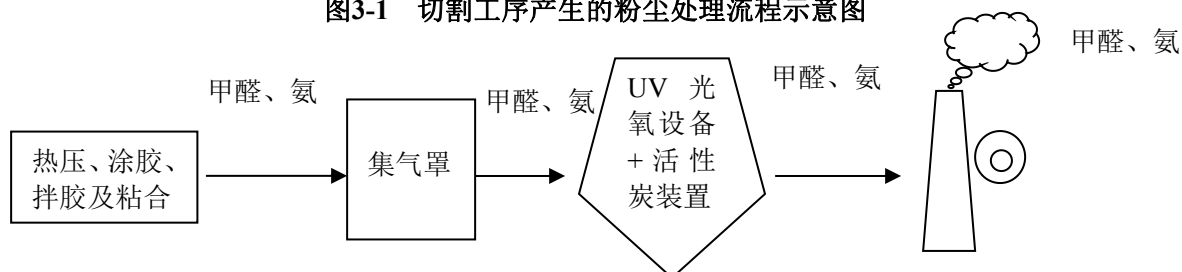 图3-1 切割工序产生的粉尘处理流程示意图
甲醛、氨
甲醛、氨
甲醛、氨
甲醛、氨
热压、涂胶、
拌胶及粘合
集气罩
UV 光
氧设备
+活性
炭装置